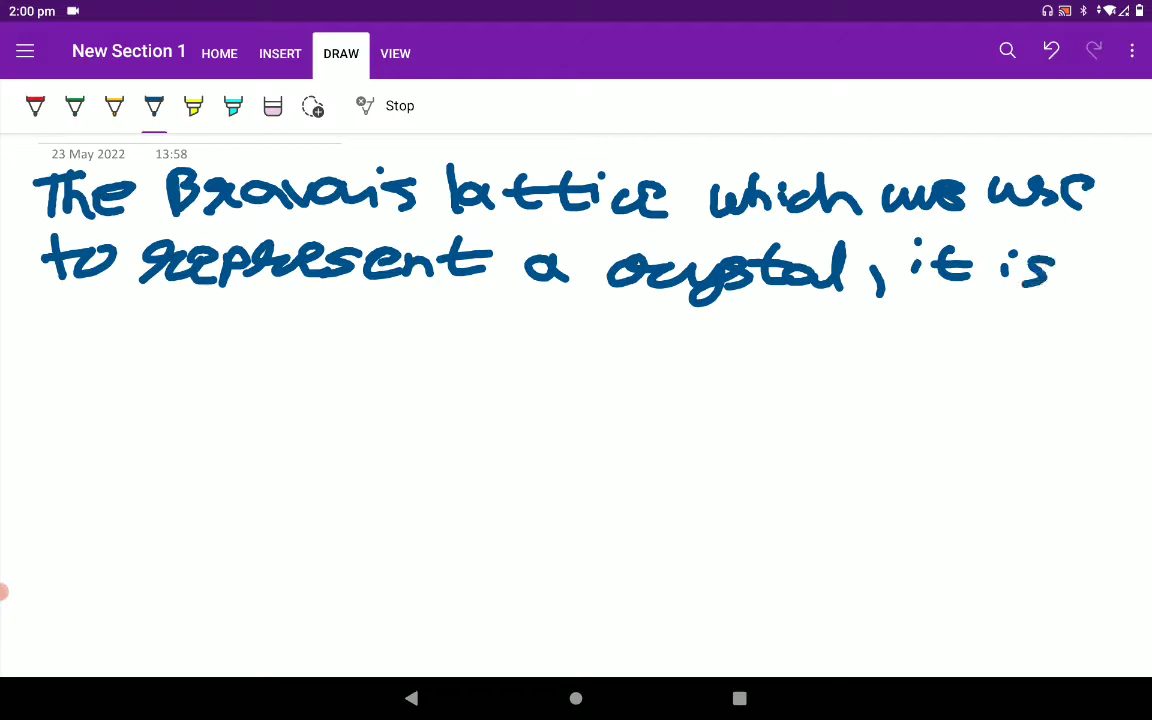 2:00 pm
New Section 1 HOME INSERT DRAW VIEW
Stop
23 May 2022 13:58
The Bravais lattice which we use
to represent a crystal, it is